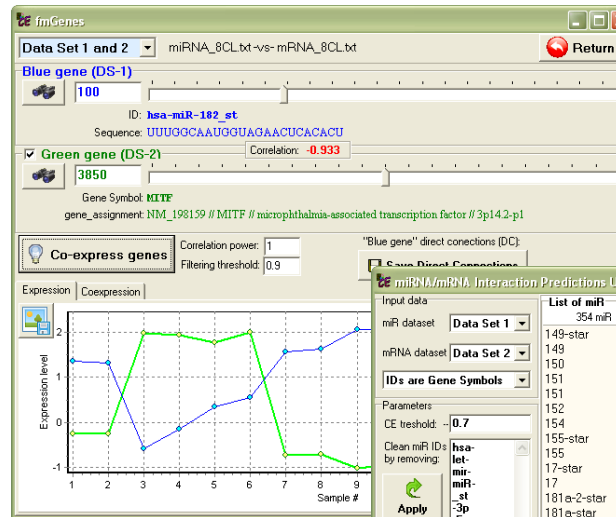 fmGenes
Data Set 1 and 2
miRNA_8CL.txt-vs- mRNA_8CL.txt
Return
Blue gene (DS-1)
100
ID: hsa-miR-182_st
Sequence: UUUGGCAAUGGUAGAACUCACACU
Correlation: -0.933
Green gene (DS-2)
3850
Gene Symbol: MITF
gene_assignment: NM_198159 // MITF // microphthalmia-associated transcription factor // 3p14.2-p1
Co-express genes
Correlation power: 1
Filtering threshold: 0.9
"Blue gene" direct conections (DC):
Save Direct Connections
Expression
Coexpression
Expression level
2
1
0
-1
1 2 3 4 5 6 7 8 9
Sample #
miRNA/mRNA Interaction Predictions U
Input data
miR dataset Data Set 1
mRNA dataset Data Set 2
IDs are Gene Symbols
Parameters
CE treshold: -- 0.7
Clean miR IDs
by removing:
hsa-
let-
mir-
miR-
_st
-3p
Apply
List of miR
354 miR
149-star
149
150
151
151
152
154
155-star
155
17-star
17
181a-2-star
181a-star